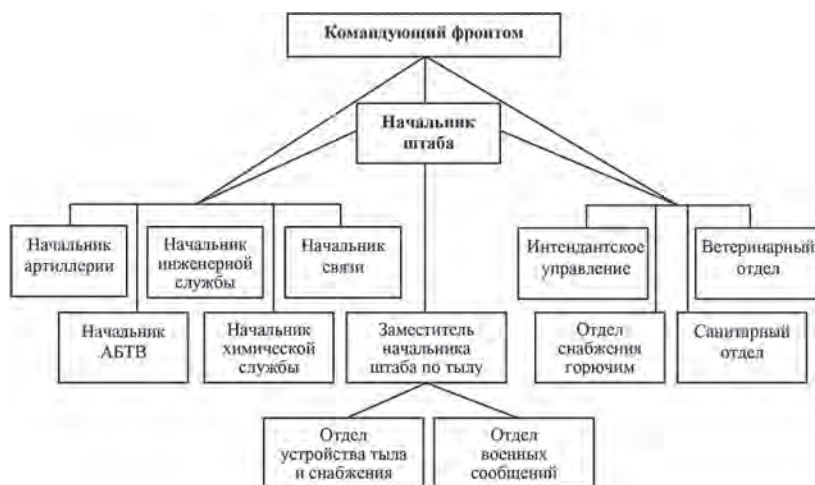 Командующий фронтом
Начальник
штаба
Начальник
артиллерии
Начальник
инженерной
службы
Начальник
связи
Интендантское
управление
Ветеринарный
отдел
Начальник
АБТВ
Начальник
химической
службы
Заместитель
начальника
штаба по тылу
Отдел
снабжения
горючим
Санитарный
отдел
Отдел
устройства тыла
и снабжения
Отдел
военных
сообщений